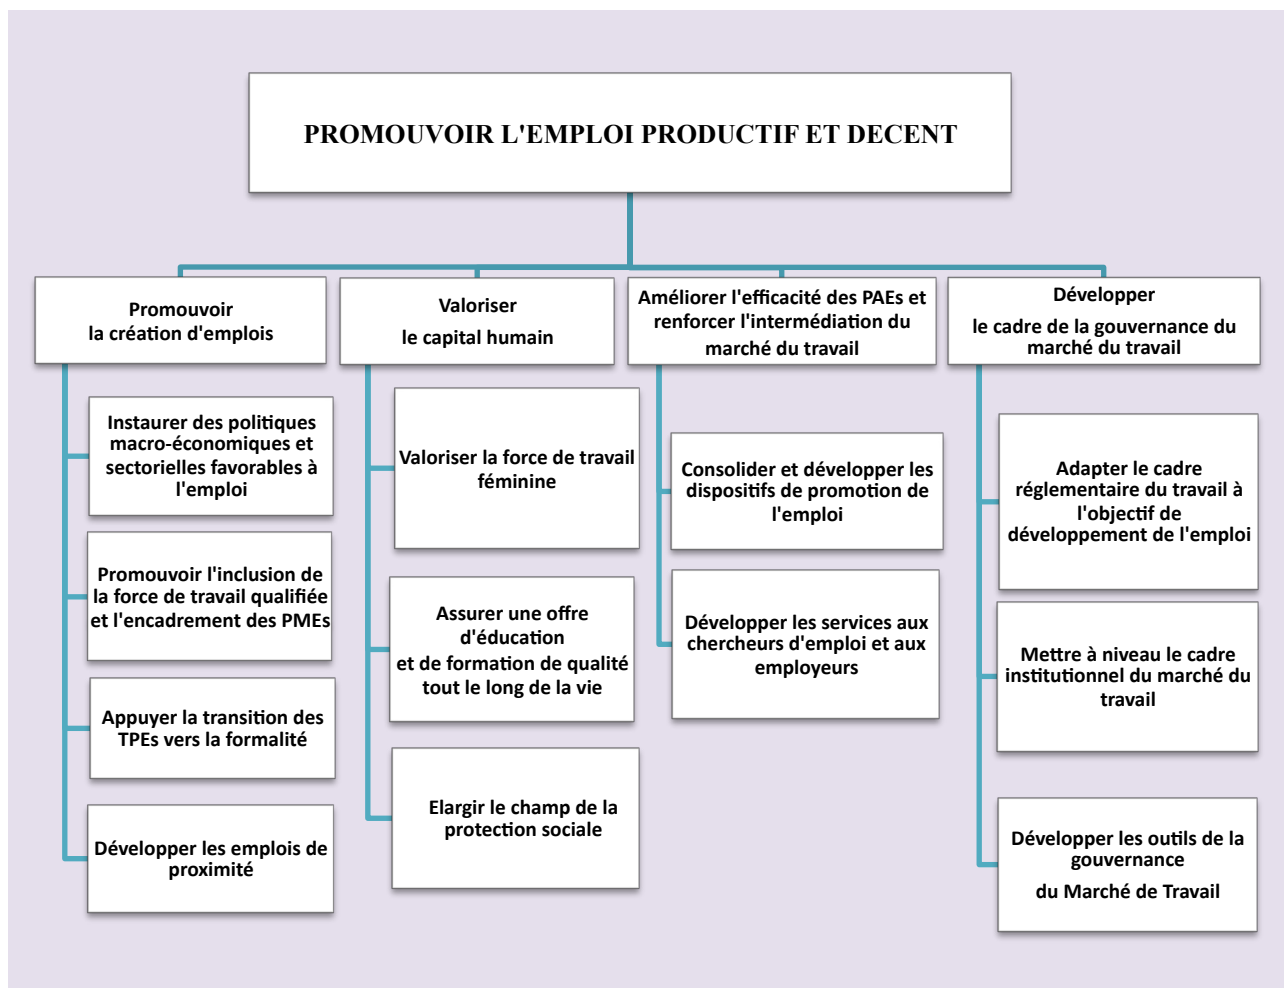 PROMOUVOIR L'EMPLOI PRODUCTIF ET DECENT
Promouvoir
la création d'emplois
Instaurer des politiques
macro-économiques et
sectorielles favorables à
l'emploi
Promouvoir l'inclusion de
la force de travail qualifiée
et l'encadrement des PMEs
Appuyer la transition des
TPEs vers la formalité
Développer les emplois de
proximité
Valoriser
le capital humain
Valoriser la force de travail
féminine
Assurer une offre
d'éducation
et de formation de qualité
tout le long de la vie
Elargir le champ de la
protection sociale
Améliorer l'efficacité des PAEs et
renforcer l'intermédiation du
marché du travail
Consolider et développer les
dispositifs de promotion de
l'emploi
Développer les services aux
chercheurs d'emploi et aux
employeurs
Développer
le cadre de la gouvernance du
marché du travail
Adapter le cadre
réglementaire du travail à
l'objectif de
développement de l'emploi
Mettre à niveau le cadre
institutionnel du marché du
travail
Développer les outils de la
gouvernance
du Marché de Travail